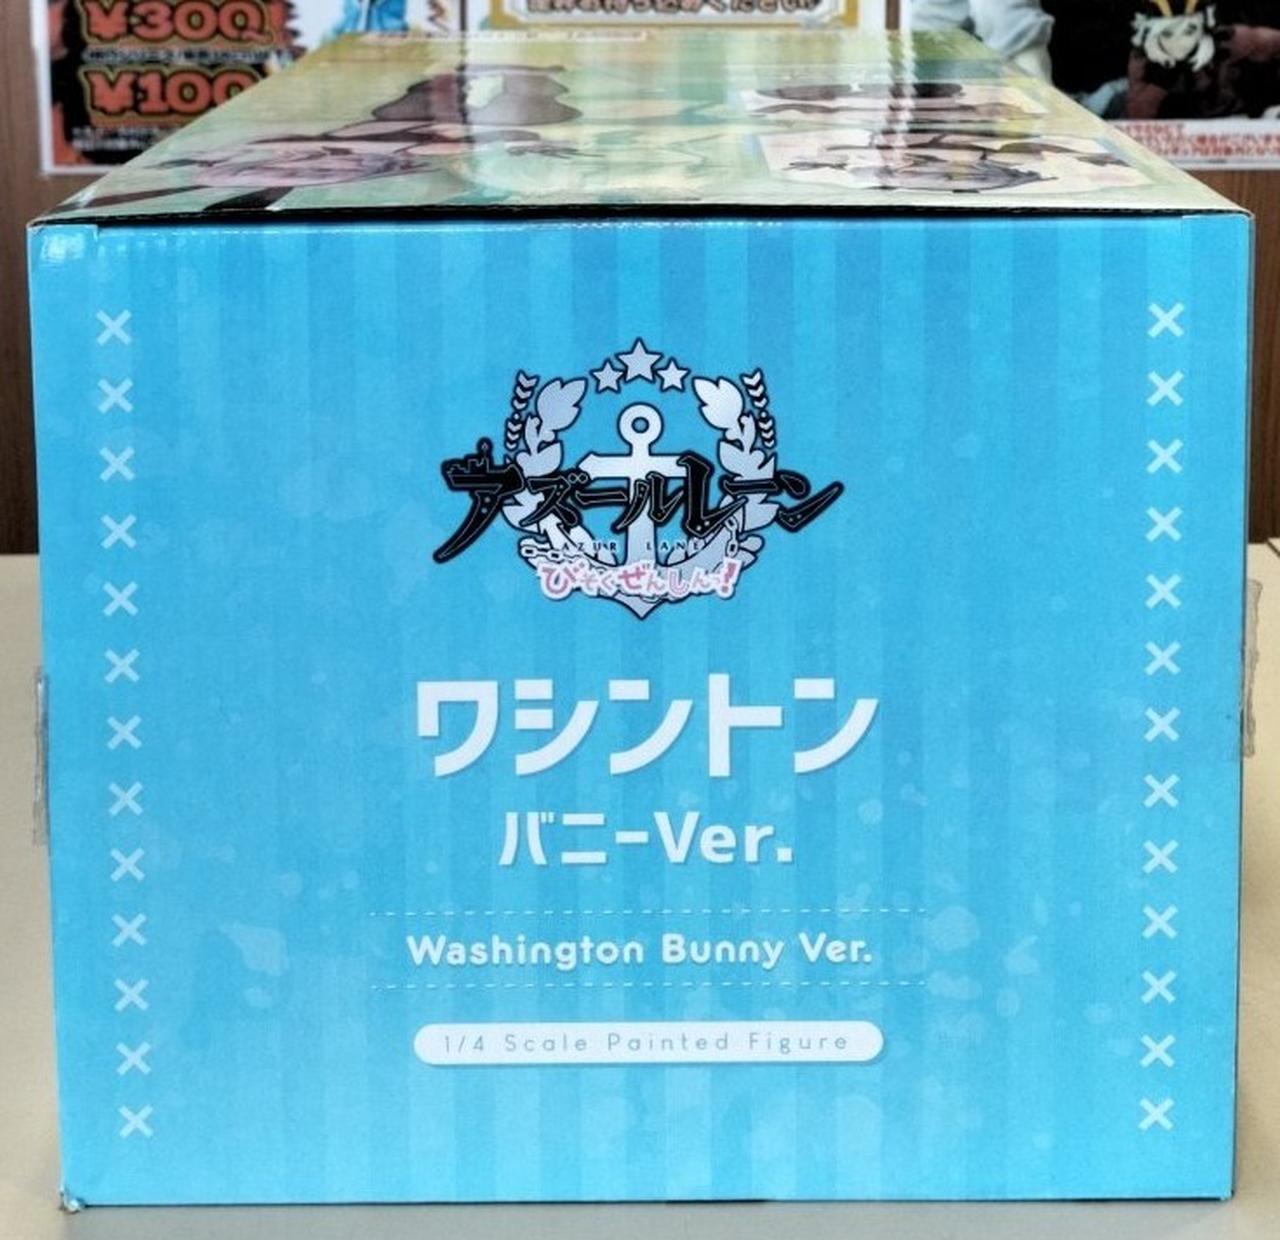 ¥300
¥100
アズールレーン
AZUR LANE
びそくぜんしんっ!
ワシントン
バニーVer.
Washington Bunny Ver.
1/4 Scale Painted Figure